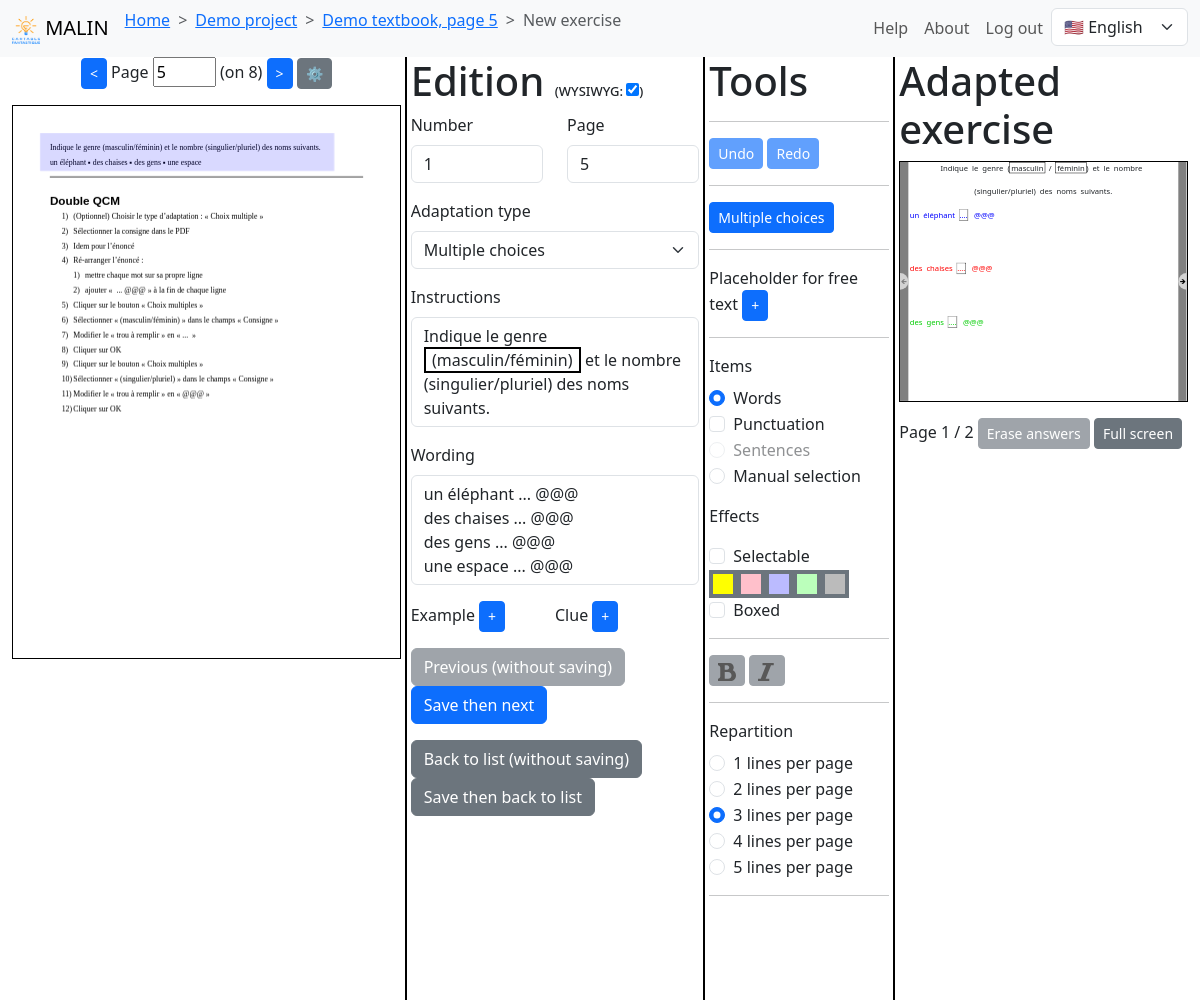 MALIN Home > Demo project > Demo textbook, page 5 > New exercise Help About Log out 🇺🇸 English
< Page 5 (on 8) > ⚙️
Indique le genre (masculin/féminin) et le nombre (singulier/pluriel) des noms suivants.
un éléphant • des chaises • des gens • une espace
Double QCM
1) (Optionnel) Choisir le type d'adaptation : « Choix multiple »
2) Sélectionner la consigne dans le PDF
3) Idem pour l'énoncé
4) Ré-arranger l'énoncé :
1) mettre chaque mot sur sa propre ligne
2) ajouter « ... @@@ » à la fin de chaque ligne
5) Cliquer sur le bouton « Choix multiples »
6) Sélectionner « (masculin/féminin) » dans le champs « Consigne »
7) Modifier le « trou à remplir » en « ... »
8) Cliquer sur OK
9) Cliquer sur le bouton « Choix multiples »
10) Sélectionner « (singulier/pluriel) » dans le champs « Consigne »
11) Modifier le « trou à remplir » en « @@@ »
12) Cliquer sur OK
Edition (WYSIWYG: )
Number Page
1 5
Adaptation type
Multiple choices
Instructions
Indique le genre
(masculin/féminin) et le nombre
(singulier/pluriel) des noms
suivants.
Wording
un éléphant ... @@@
des chaises ... @@@
des gens ... @@@
une espace ... @@@
Example + Clue +
Previous (without saving)
Save then next
Back to list (without saving)
Save then back to list
Tools
Undo Redo
Multiple choices
Placeholder for free
text +
Items
Words
Punctuation
Sentences
Manual selection
Effects
Selectable
Boxed
B I
Repartition
1 lines per page
2 lines per page
3 lines per page
4 lines per page
5 lines per page
Adapted
exercise
Indique le genre (masculin / féminin) et le nombre
(singulier/pluriel) des noms suivants.
un éléphant ... @@@
des chaises ... @@@
des gens ... @@@
Page 1 / 2 Erase answers Full screen